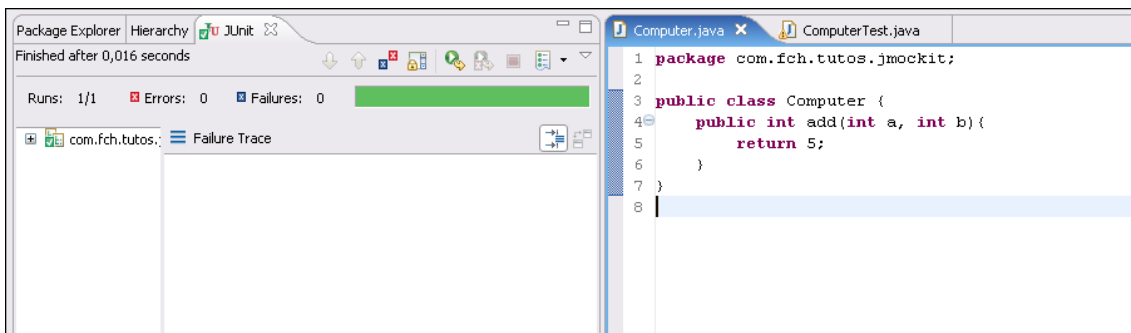 Package Explorer Hierarchy JUnit
Finished after 0,016 seconds
Runs: 1/1 Errors: 0 Failures: 0
com.fch.tutos.j Failure Trace
Computer.java ComputerTest.java
1 package com.fch.tutos.jmockit;
2
3 public class Computer {
4 public int add(int a, int b){
5 return 5;
6 }
7 }
8